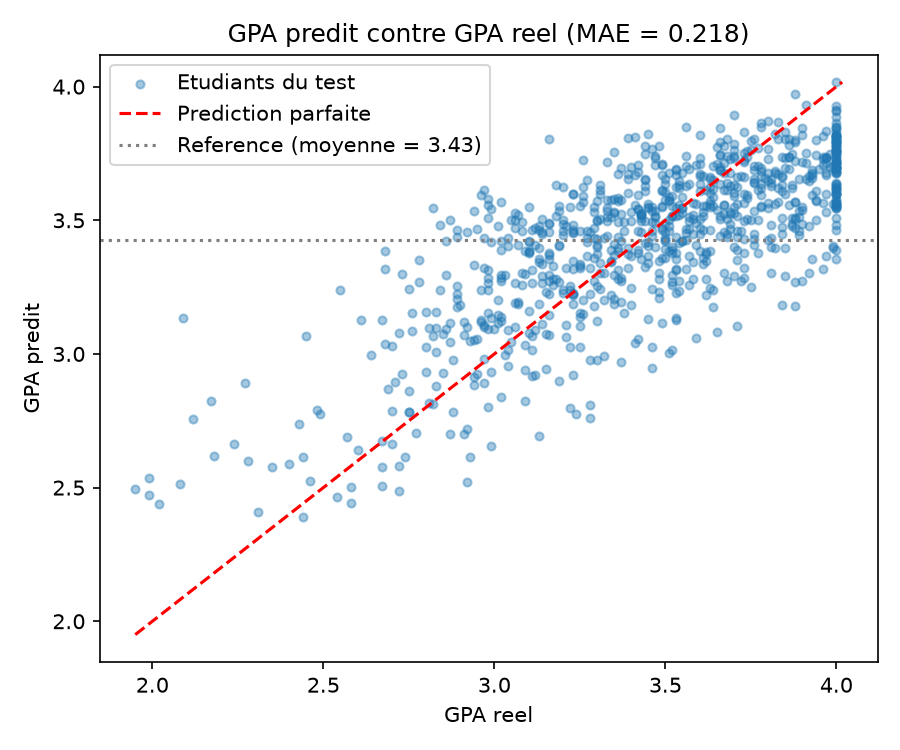 GPA predit contre GPA reel (MAE = 0.218)
Etudiants du test
Prediction parfaite
Reference (moyenne = 3.43)
4.0
3.5
3.0
2.5
2.0
GPA predit
2.0 2.5 3.0 3.5 4.0
GPA reel